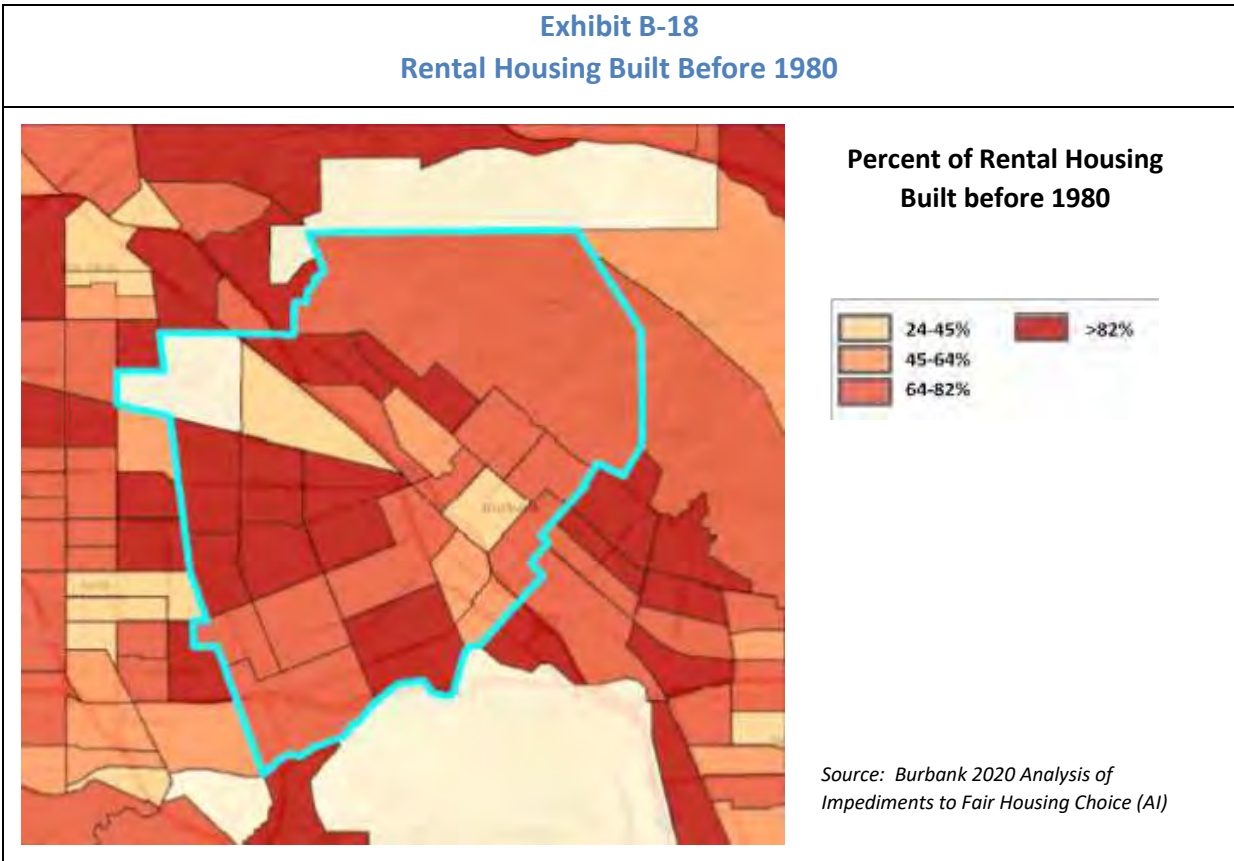 Exhibit B-18
Rental Housing Built Before 1980
Percent of Rental Housing
Built before 1980
24-45%
>82%
45-64%
64-82%
Burbank
Source: Burbank 2020 Analysis of
Impediments to Fair Housing Choice (AI)